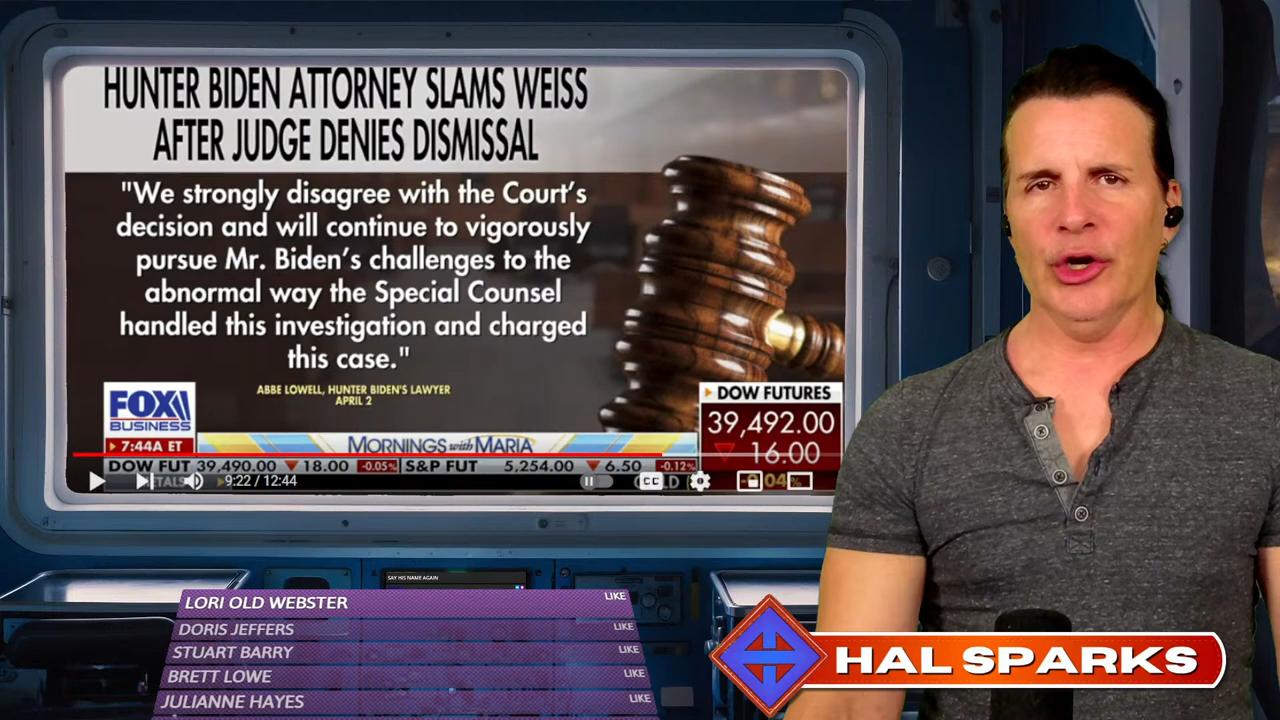 HUNTER BIDEN ATTORNEY SLAMS WEISS
AFTER JUDGE DENIES DISMISSAL
"We strongly disagree with the Court's
decision and will continue to vigorously
pursue Mr. Biden's challenges to the
abnormal way the Special Counsel
handled this investigation and charged
this case."
ABBE LOWELL, HUNTER BIDEN'S LAWYER
APRIL 2
FOX
BUSINESS
7:44A ET
MORNINGS with MARIA
DOW FUTURES
39,492.00
16.00
DOW FUT 39,490.00 18.00 -0.05% S&P FUT 5,254.00 6.50 -0.12%
9:22 / 12:44
CC
SAY HIS NAME AGAIN
LORI OLD WEBSTER LIKE
DORIS JEFFERS LIKE
STUART BARRY LIKE
BRETT LOWE LIKE
JULIANNE HAYES LIKE
HAL SPARKS